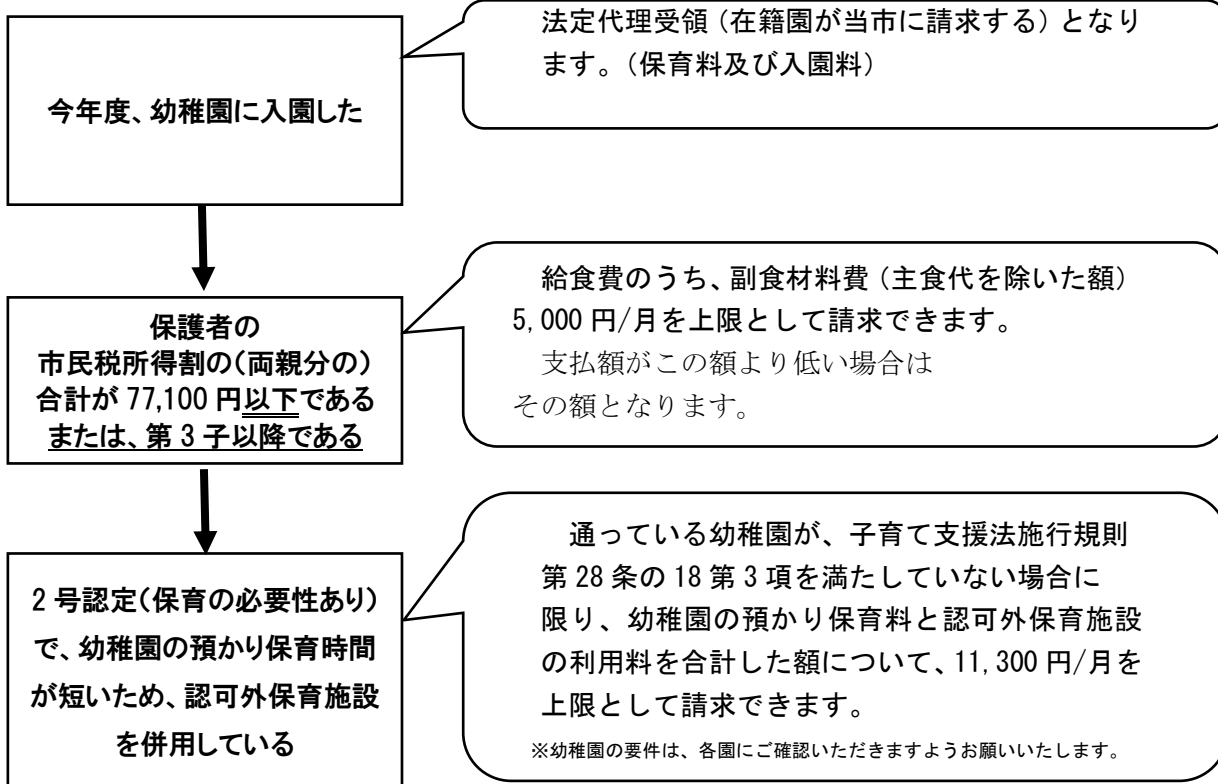 今年度、幼稚園に入園した
法定代理受領（在籍園が当市に請求する）となり
ます。（保育料及び入園料）
保護者の
市民税所得割の（両親分の）
合計が 77,100 円以下である
または、第 3 子以降である
給食費のうち、副食材料費（主食代を除いた額）
5,000 円/月を上限として請求できます。
支払額がこの額より低い場合は
その額となります。
2 号認定（保育の必要性あり）
で、幼稚園の預かり保育時間
が短いため、認可外保育施設
を併用している
通っている幼稚園が、子育て支援法施行規則
第 28 条の 18 第 3 項を満たしていない場合に
限り、幼稚園の預かり保育料と認可外保育施設
の利用料を合計した額について、11,300 円/月を
上限として請求できます。
※幼稚園の要件は、各園にご確認いただきますようお願いいたします。